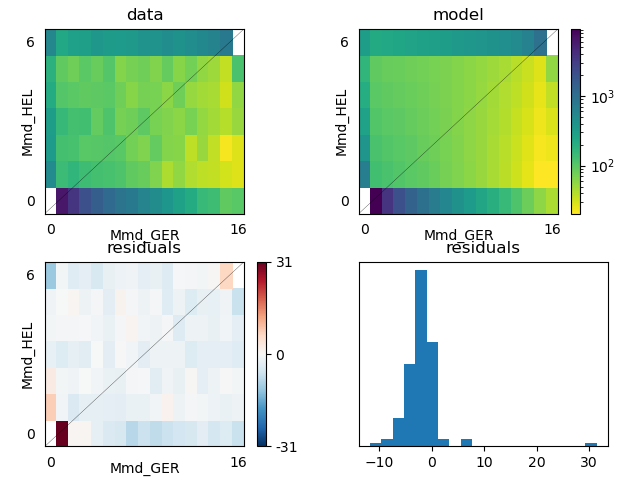 data
model
6
Mmd_HEL
0
0
Mmd_GER
16
6
Mmd_HEL
0
0
Mmd_GER
16
10³
10²
residuals
residuals
6
Mmd_HEL
0
0
Mmd_GER
16
31
0
-31
−10
0
10
20
30